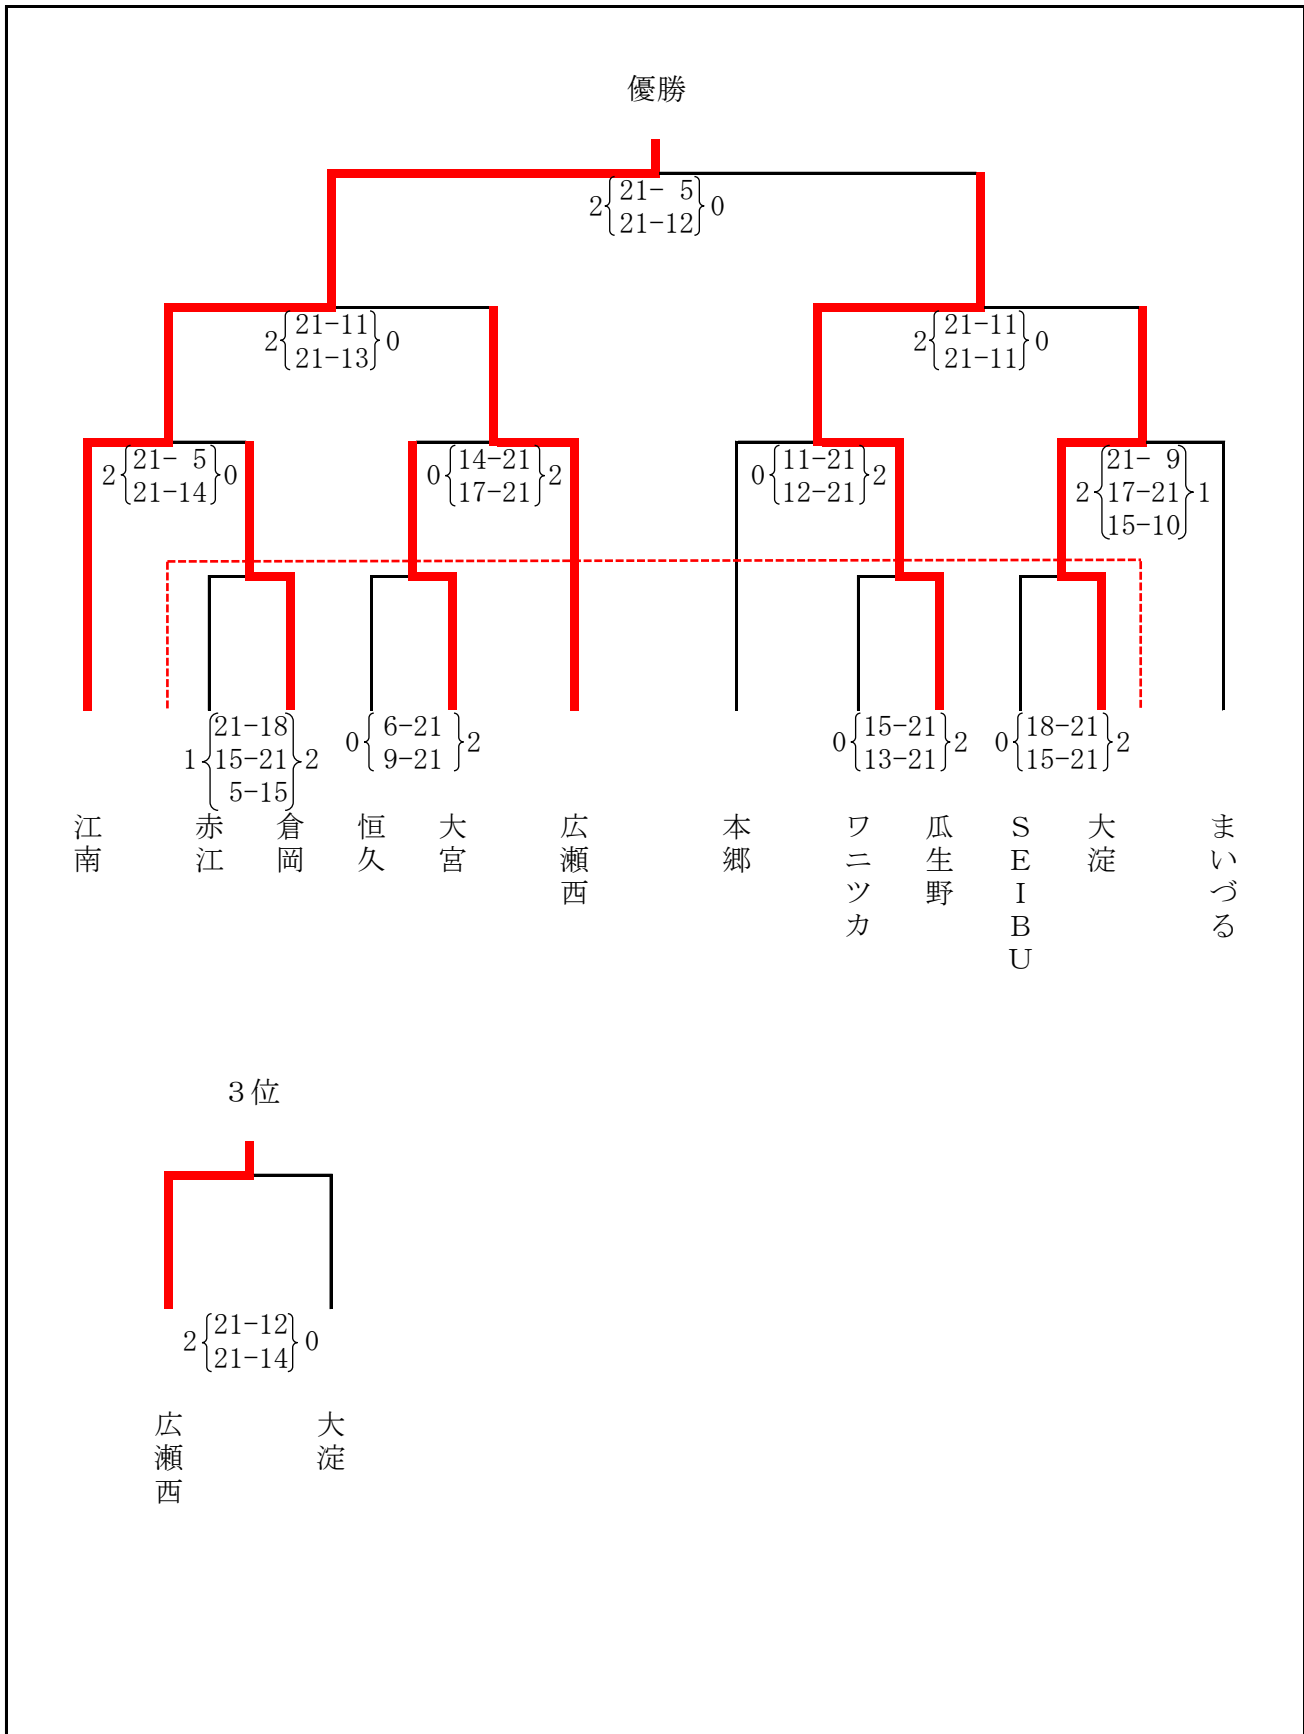 優勝
2 21- 5 0
21-12
2 21-11 0
21-13
2 21-11 0
21-11
2 21- 5 0
21-14
0 14-21 2
17-21
0 11-21 2
12-21
2 21- 9 1
17-21
15-10
1 21-18 2
15-21
5-15
0 6-21 2
9-21
0 15-21 2
13-21
0 18-21 2
15-21
江南
赤江
倉岡
恒久
大宮
広瀬西
本郷
ワニツカ
瓜生野
ＳＥＩＢＵ
大淀
まいづる
３位
2 21-12 0
21-14
広瀬西
大淀